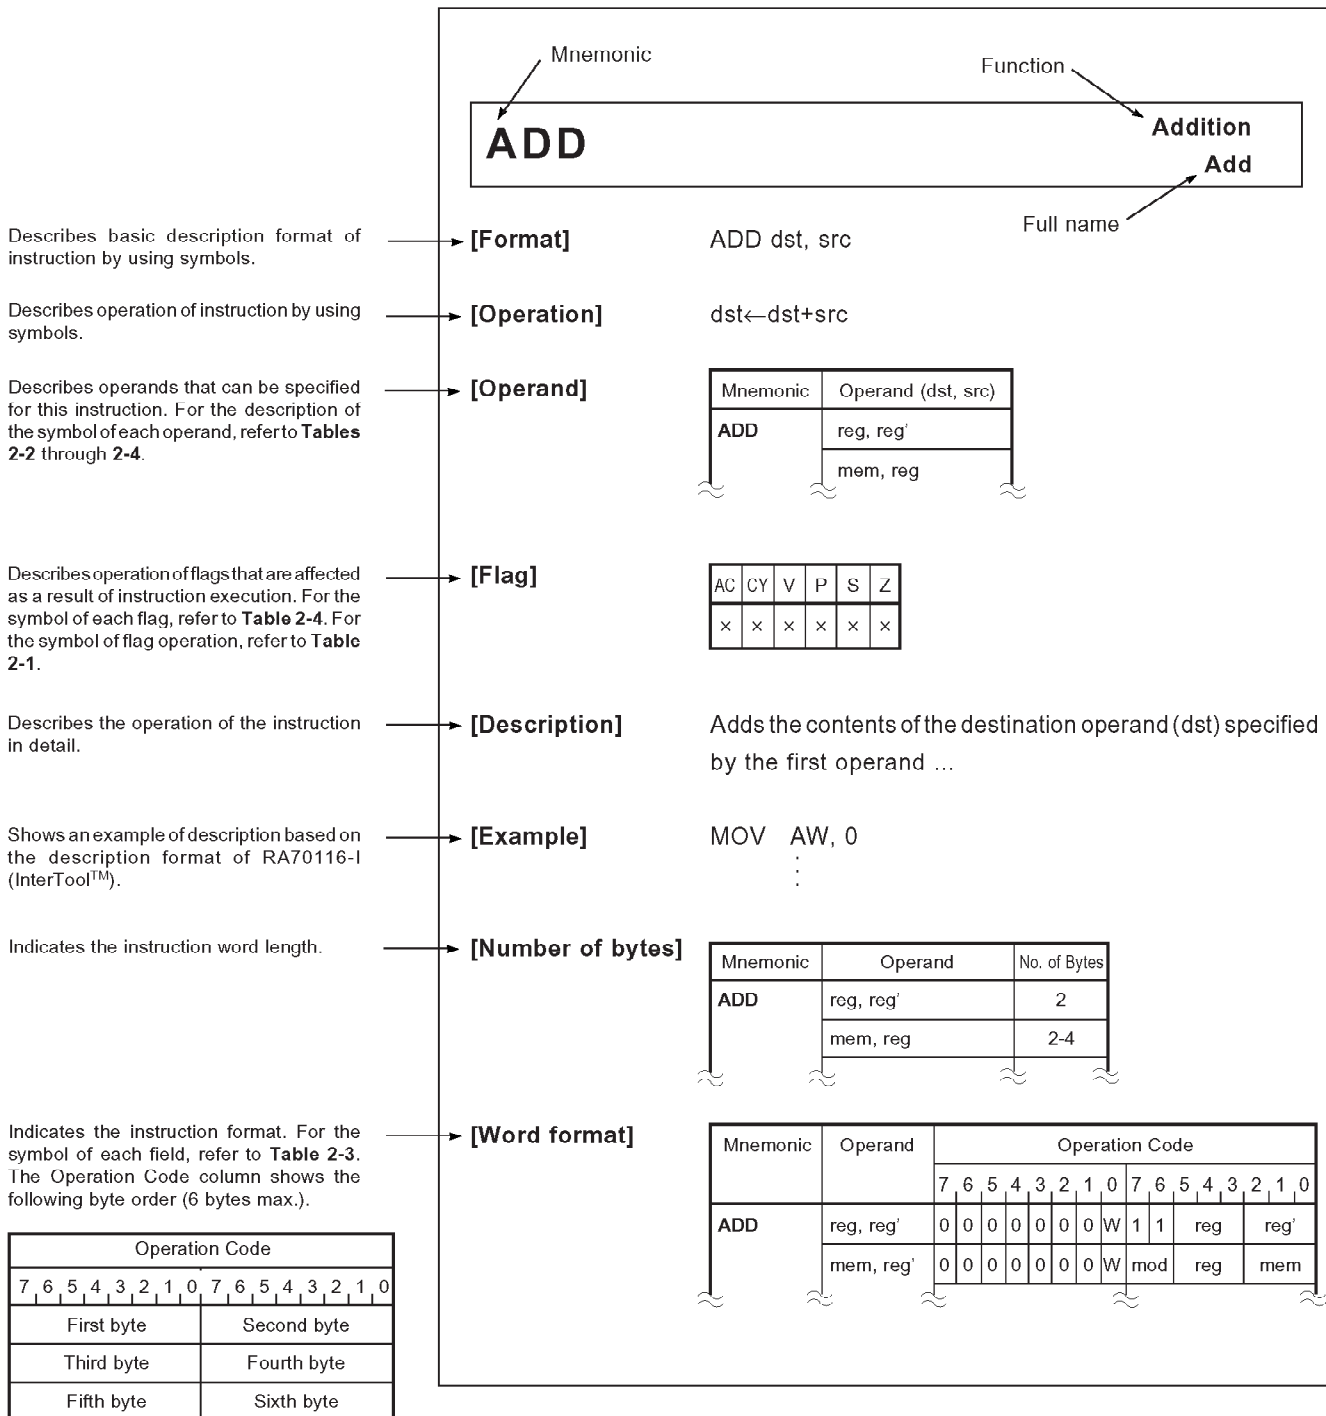 Mnemonic
Function
ADD
Addition
Add
Full name
Describes basic description format of
instruction by using symbols.
[Format]
ADD dst, src
Describes operation of instruction by using
symbols.
[Operation]
dst←dst+src
Describes operands that can be specified
for this instruction. For the description of
the symbol of each operand, refer to Tables
2-2 through 2-4.
[Operand]
Mnemonic Operand (dst, src)
ADD reg, reg'
mem, reg
Describes operation of flags that are affected
as a result of instruction execution. For the
symbol of each flag, refer to Table 2-4. For
the symbol of flag operation, refer to Table
2-1.
[Flag]
AC CY V P S Z
× × × × × ×
Describes the operation of the instruction
in detail.
[Description]
Adds the contents of the destination operand (dst) specified
by the first operand ...
Shows an example of description based on
the description format of RA70116-I
(InterTool™).
[Example]
MOV AW, 0
Indicates the instruction word length.
[Number of bytes]
Mnemonic Operand No. of Bytes
ADD reg, reg' 2
mem, reg 2-4
Indicates the instruction format. For the
symbol of each field, refer to Table 2-3.
The Operation Code column shows the
following byte order (6 bytes max.).
[Word format]
Mnemonic Operand Operation Code
7 6 5 4 3 2 1 0 7 6 5 4 3 2 1 0
ADD reg, reg' 0 0 0 0 0 0 0 W 1 1 reg reg'
mem, reg' 0 0 0 0 0 0 0 W mod reg mem
Operation Code
7 6 5 4 3 2 1 0 7 6 5 4 3 2 1 0
First byte Second byte
Third byte Fourth byte
Fifth byte Sixth byte